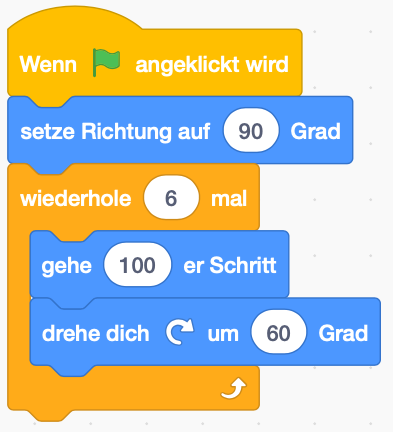 Wenn angeklickt wird
setze Richtung auf 90 Grad
wiederhole 6 mal
gehe 100 er Schritt
drehe dich um 60 Grad